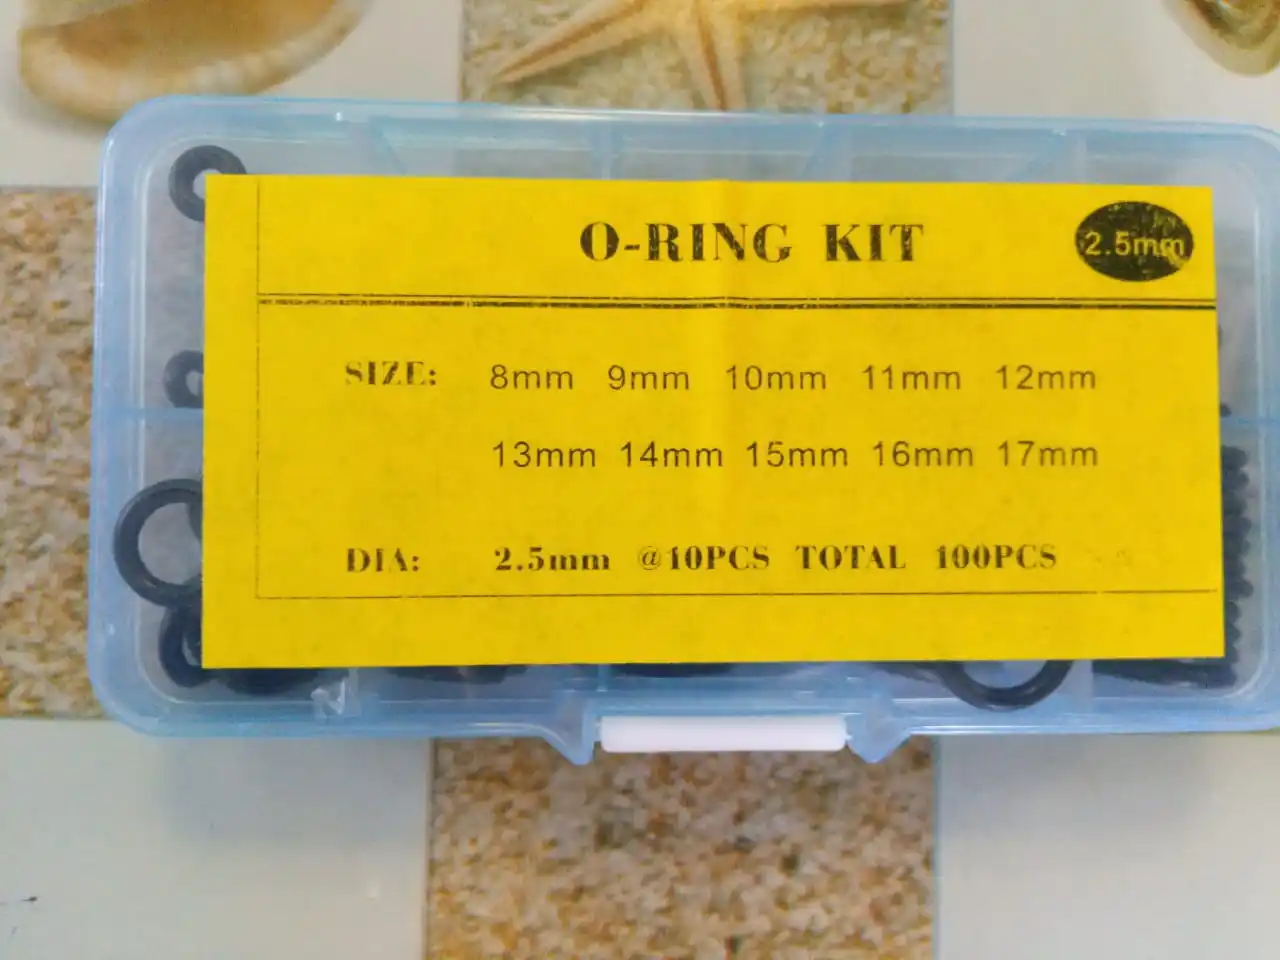 O-RING KIT
2.5mm
SIZE: 8mm 9mm 10mm 11mm 12mm
13mm 14mm 15mm 16mm 17mm
DIA: 2.5mm @10PCS TOTAL 100PCS